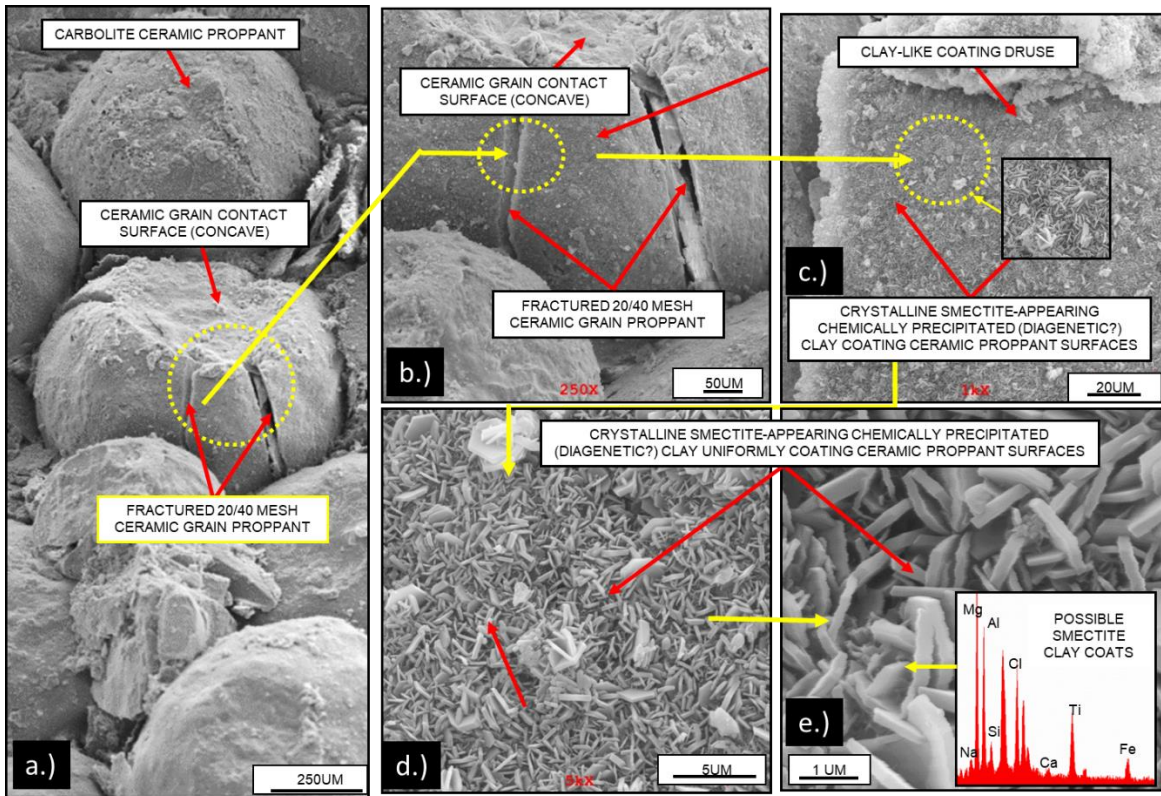 CARBOLITE CERAMIC PROPPANT
CERAMIC GRAIN CONTACT
SURFACE (CONCAVE)
FRACTURED 20/40 MESH
CERAMIC GRAIN PROPPANT
a.)
250UM
CERAMIC GRAIN CONTACT
SURFACE (CONCAVE)
FRACTURED 20/40 MESH
CERAMIC GRAIN PROPPANT
b.)
250X
50UM
CLAY-LIKE COATING DRUSE
c.)
CRYSTALLINE SMECTITE-APPEARING
CHEMICALLY PRECIPITATED (DIAGENETIC?)
CLAY COATING CERAMIC PROPPANT SURFACES
1kX
20UM
CRYSTALLINE SMECTITE-APPEARING CHEMICALLY PRECIPITATED
(DIAGENETIC?) CLAY UNIFORMLY COATING CERAMIC PROPPANT SURFACES
d.)
5kX
5UM
e.)
1 UM
POSSIBLE
SMECTITE
CLAY COATS
Mg
Al
Cl
Si
Na
Ca
Ti
Fe